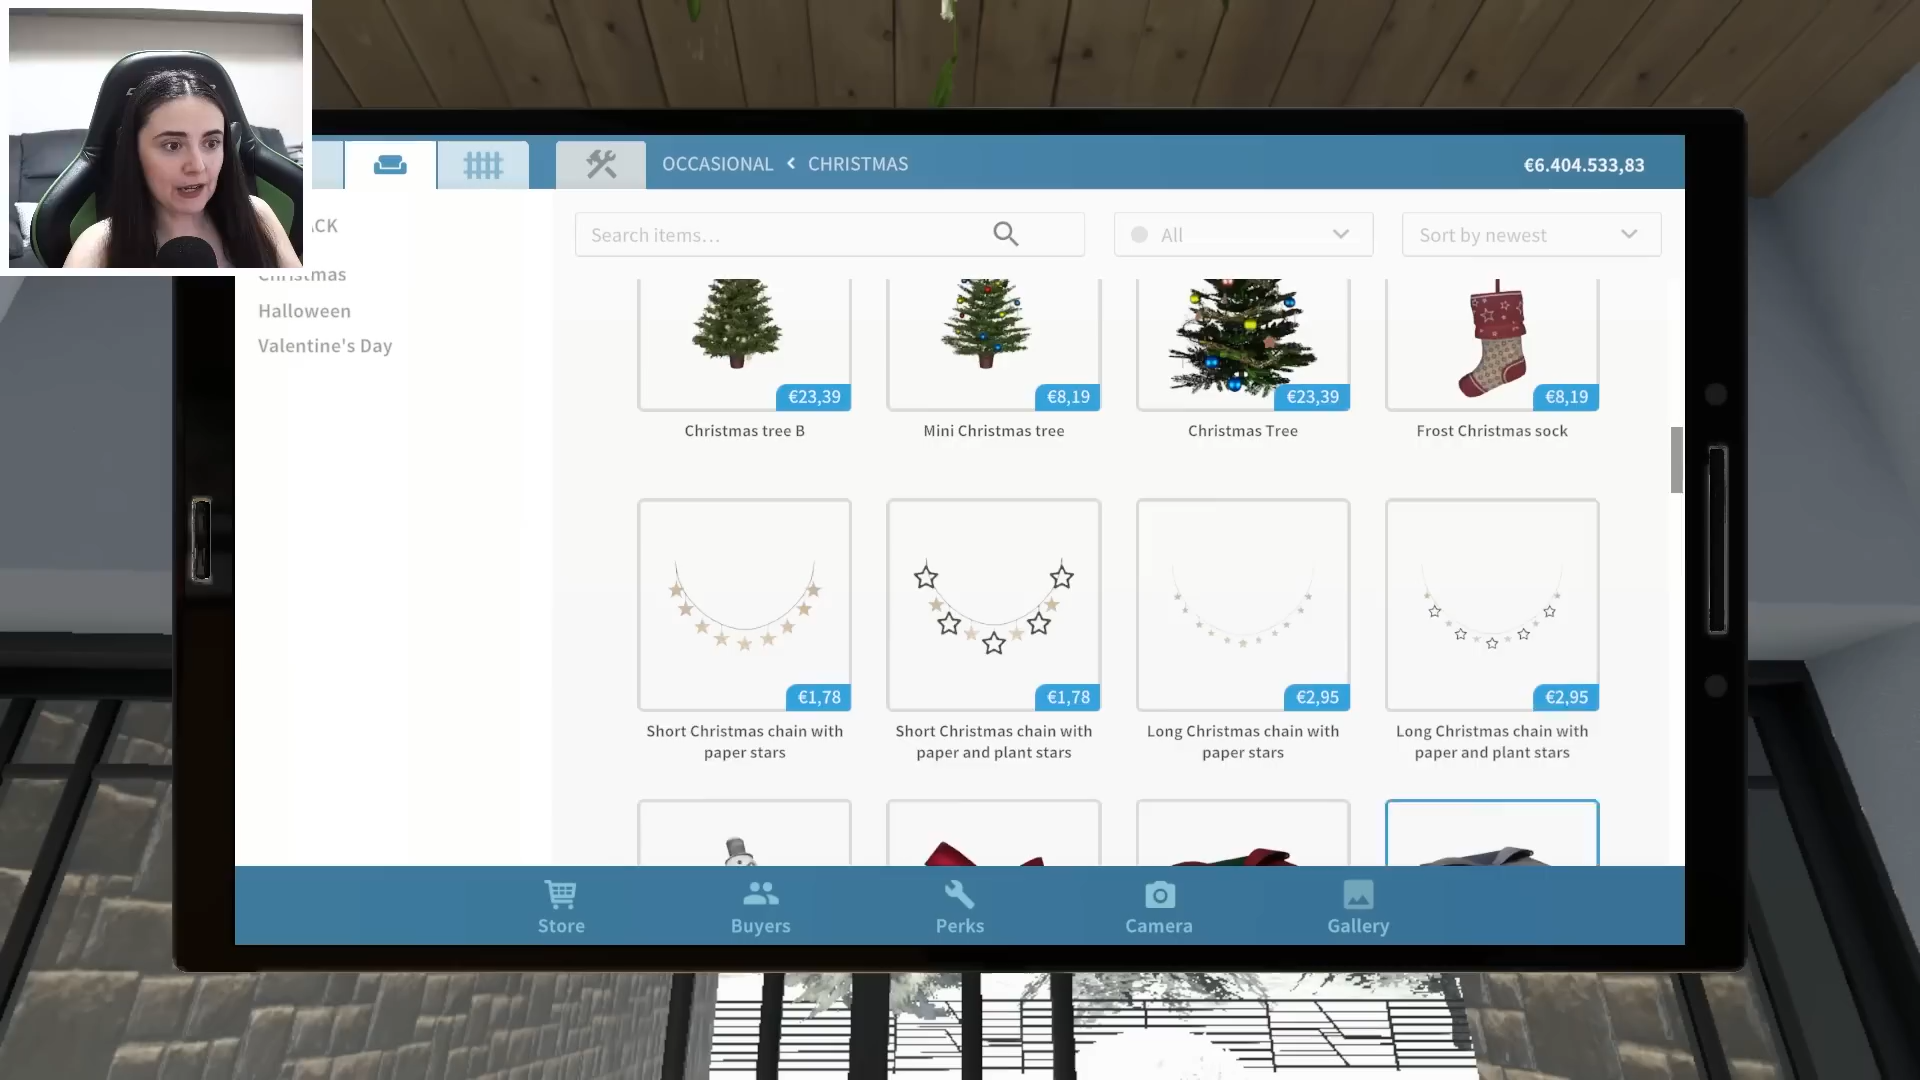 OCCASIONAL < CHRISTMAS
€6.404.533,83
Search items...
All
Sort by newest
Christmas
Halloween
Valentine's Day
€23,39
€8,19
€23,39
€8,19
Christmas tree B
Mini Christmas tree
Christmas Tree
Frost Christmas sock
€1,78
€1,78
€2,95
€2,95
Short Christmas chain with
paper stars
Short Christmas chain with
paper and plant stars
Long Christmas chain with
paper stars
Long Christmas chain with
paper and plant stars
Store
Buyers
Perks
Camera
Gallery